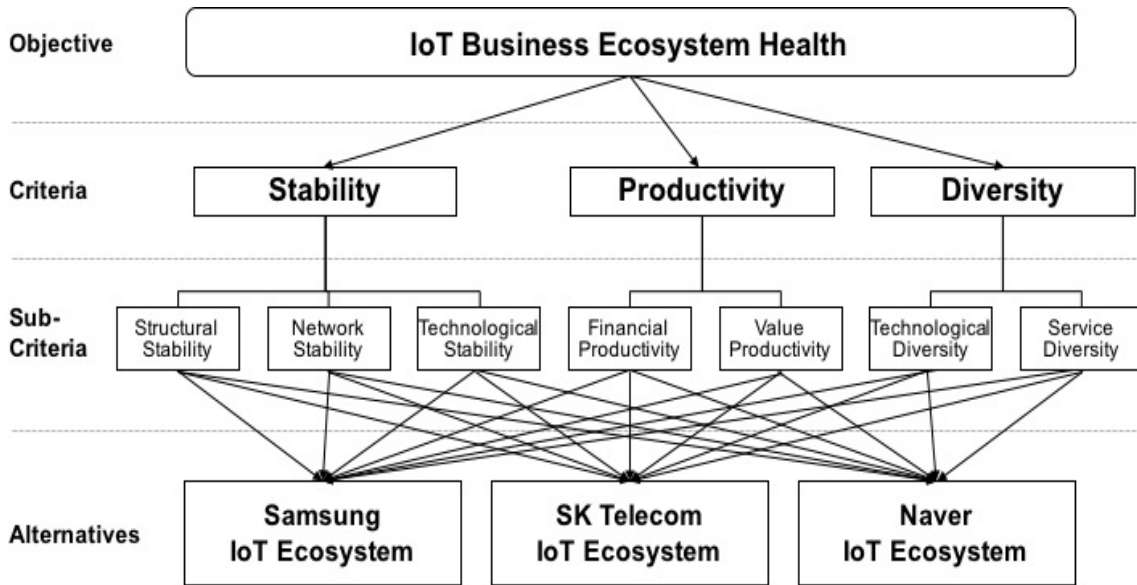 Objective
IoT Business Ecosystem Health
Criteria
Stability
Productivity
Diversity
Sub-
Criteria
Structural
Stability
Network
Stability
Technological
Stability
Financial
Productivity
Value
Productivity
Technological
Diversity
Service
Diversity
Alternatives
Samsung
IoT Ecosystem
SK Telecom
IoT Ecosystem
Naver
IoT Ecosystem